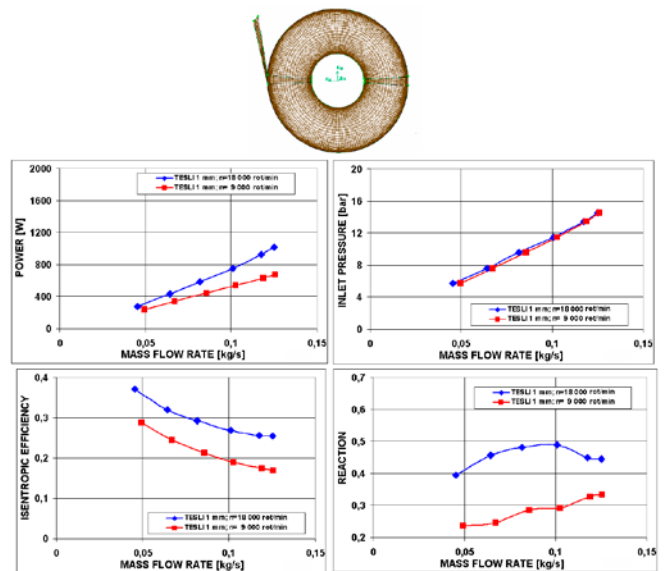 2000
1600
1200
800
400
0
POWER [W]
TESLI 1 mm; n=18 000 rot/min
TESLI 1 mm; n= 9 000 rot/min
0
0,05
0,1
0,15
MASS FLOW RATE [kg/s]
20
16
12
8
4
0
INLET PRESSURE [bar]
TESLI 1 mm; n=18 000 rot/min
TESLI 1 mm; n= 9 000 rot/min
0
0,05
0,1
0,15
MASS FLOW RATE [kg/s]
0,4
0,3
0,2
0,1
0
ISENTROPIC EFFICIENCY
TESLI 1 mm; n=18 000 rot/min
TESLI 1 mm; n= 9 000 rot/min
0
0,05
0,1
0,15
MASS FLOW RATE [kg/s]
0,7
0,6
0,5
0,4
0,3
0,2
REACTION
TESLI 1 mm; n=18 000 rot/min
TESLI 1 mm; n= 9 000 rot/min
0
0,05
0,1
0,15
MASS FLOW RATE [kg/s]